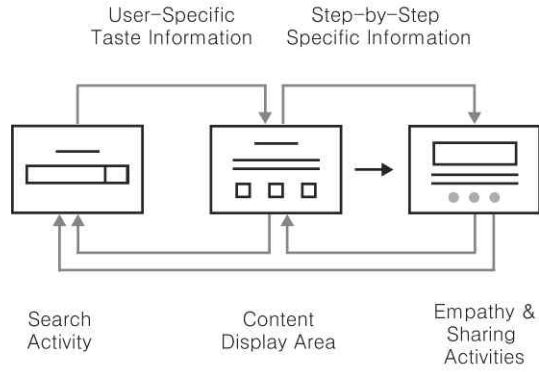 User-Specific
Taste Information
Step-by-Step
Specific Information
Search
Activity
Content
Display Area
Empathy &
Sharing
Activities